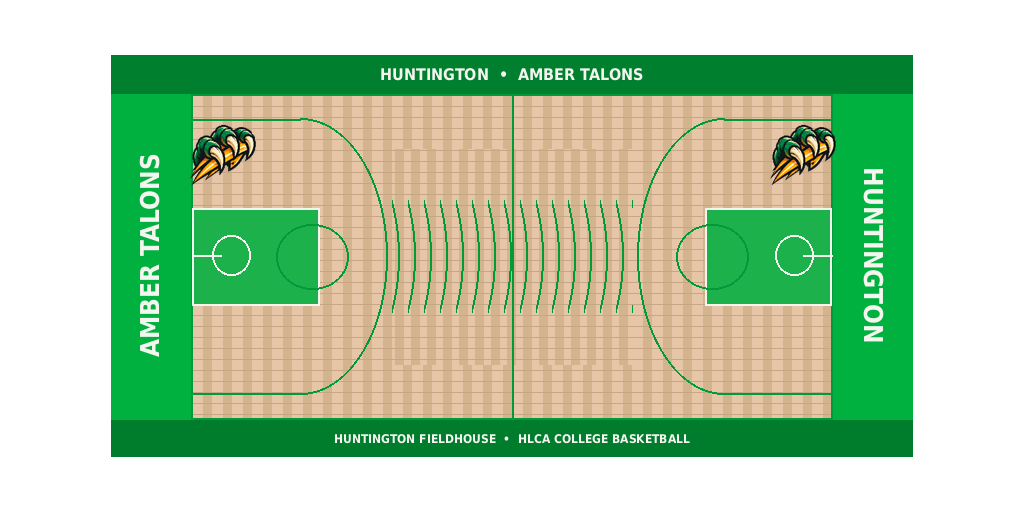 HUNTINGTON • AMBER TALONS
AMBER TALONS
HUNTINGTON
HUNTINGTON FIELDHOUSE • HLCA COLLEGE BASKETBALL